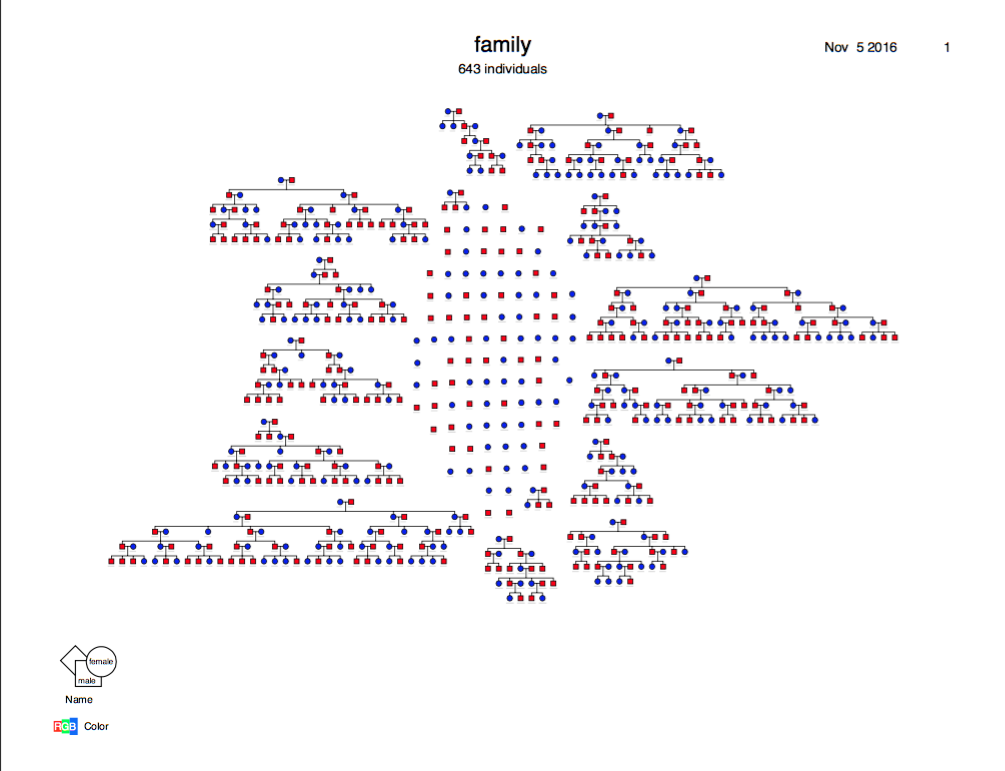 family
643 individuals
Nov 5 2016
1
female
male
Name
RGB Color